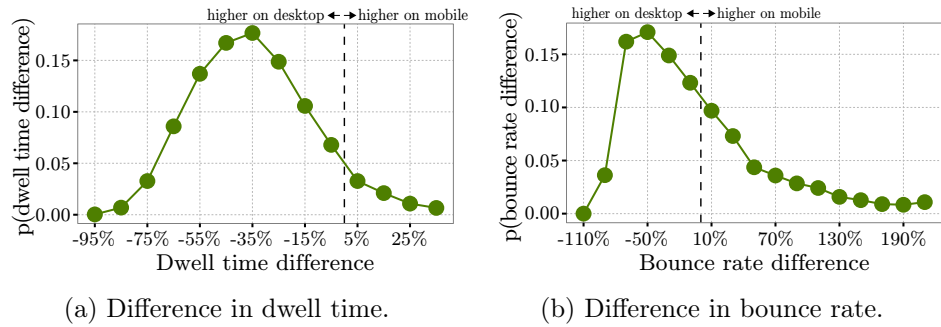 higher on desktop ◄-► higher on mobile
p(dwell time difference)
0.15
0.10
0.05
0.00
-95% -75% -55% -35% -15% 5% 25%
Dwell time difference
(a) Difference in dwell time.
higher on desktop ◄-► higher on mobile
p(bounce rate difference)
0.15
0.10
0.05
0.00
-110% -50% 10% 70% 130% 190%
Bounce rate difference
(b) Difference in bounce rate.